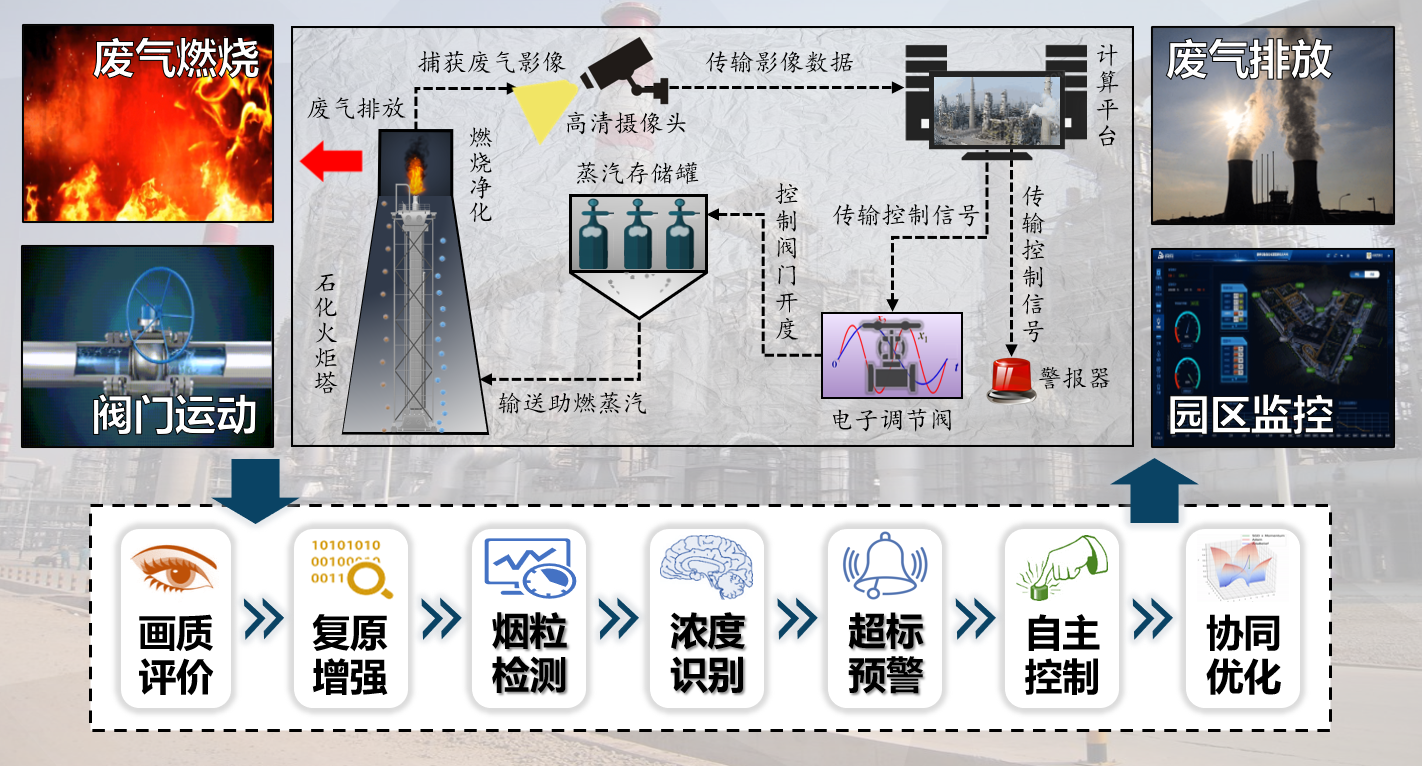 废气燃烧
废气排放
捕获废气影像
传输影像数据
计算平台
废气排放
高清摄像头
燃烧净化
蒸汽存储罐
控制阀门开度
传输控制信号
传输控制信号
石化火炬塔
阀门运动
输送助燃蒸汽
x₁
o
t
电子调节阀
警报器
园区监控
10101010
0011
画质
评价
复原
增强
烟粒
检测
浓度
识别
超标
预警
自主
控制
协同
优化